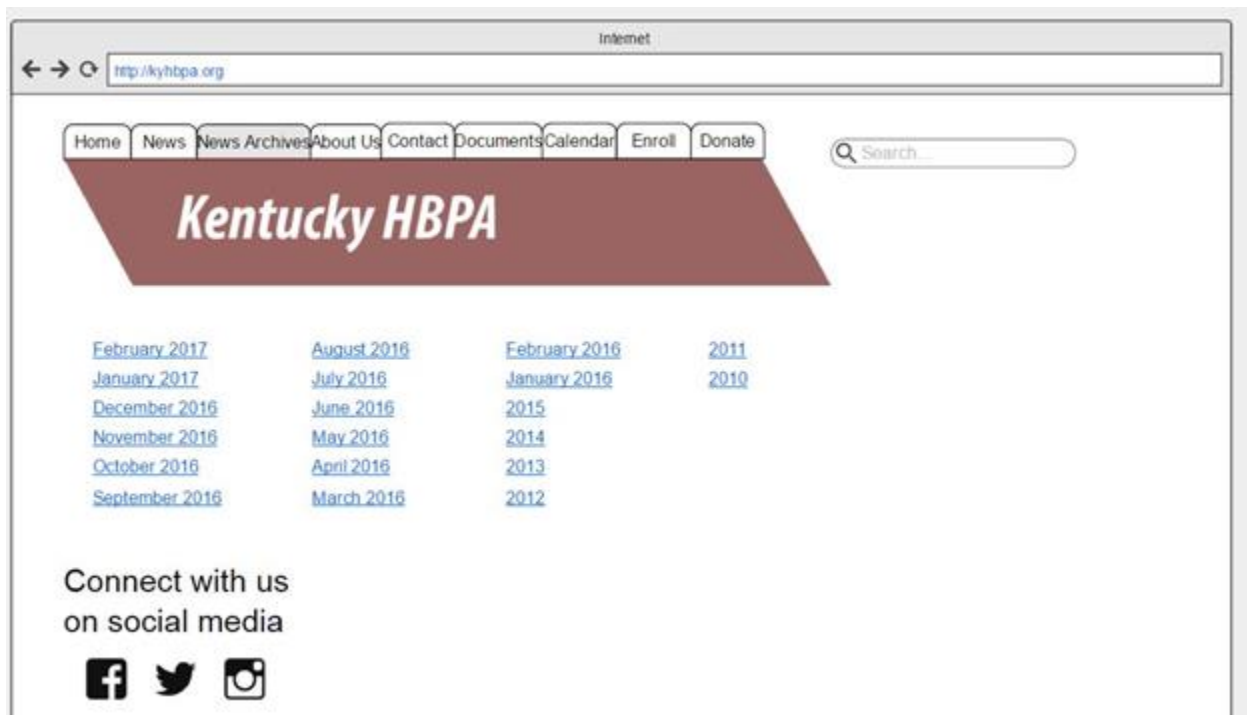 Internet
http://kyhbpa.org
Home News News Archives About Us Contact Documents Calendar Enroll Donate
Search...
Kentucky HBPA
February 2017 August 2016 February 2016 2011
January 2017 July 2016 January 2016 2010
December 2016 June 2016 2015
November 2016 May 2016 2014
October 2016 April 2016 2013
September 2016 March 2016 2012
Connect with us
on social media